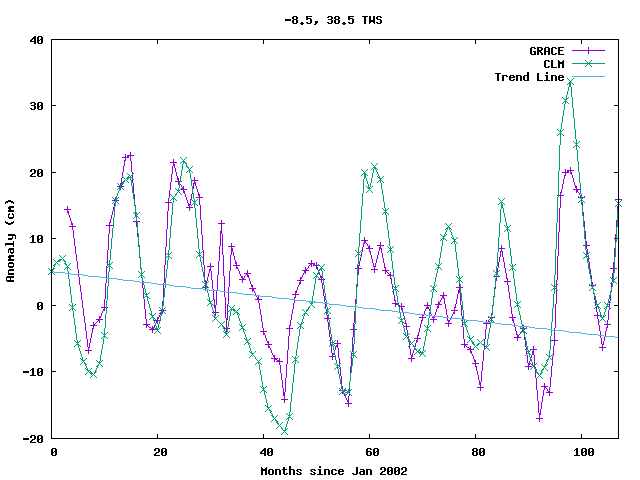 -8.5, 38.5 TWS
GRACE
CLM
Trend Line
40
30
20
10
0
-10
-20
Anomaly (cm)
0 20 40 60 80 100
Months since Jan 2002